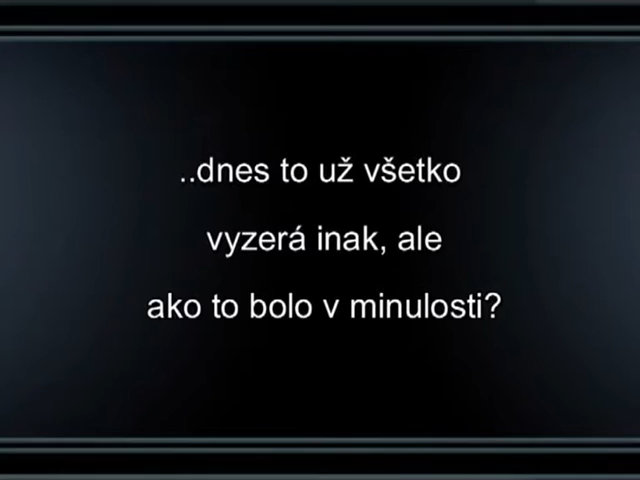 ..dnes to už všetko
vyzerá inak, ale
ako to bolo v minulosti?